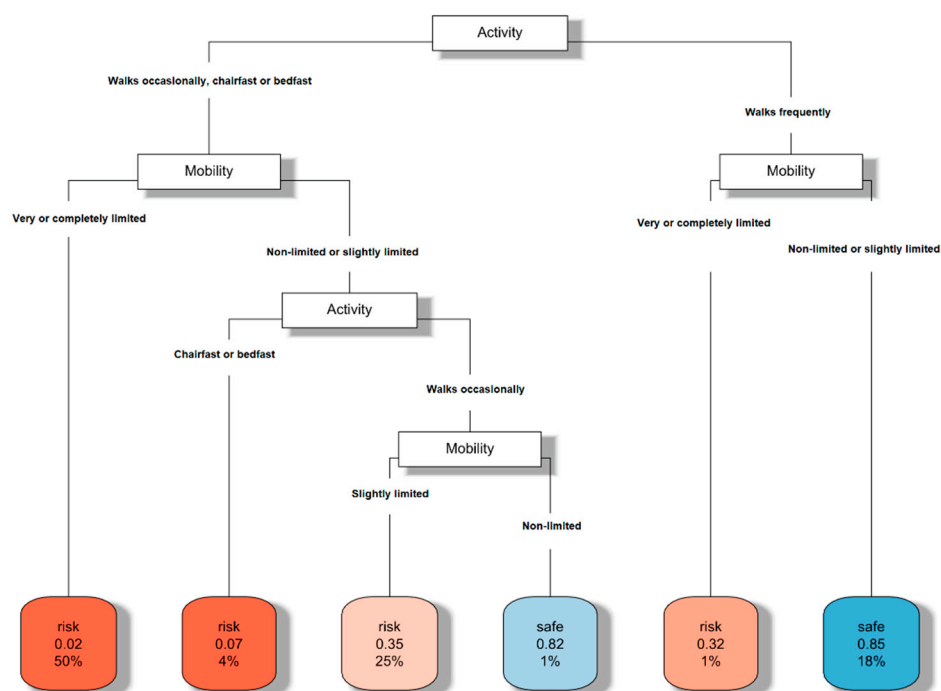 Activity
Walks occasionally, chairfast or bedfast
Walks frequently
Mobility
Mobility
Very or completely limited
Very or completely limited
Non-limited or slightly limited
Non-limited or slightly limited
Activity
Chairfast or bedfast
Walks occasionally
Mobility
Slightly limited
Non-limited
risk
0.02
50%
risk
0.07
4%
risk
0.35
25%
safe
0.82
1%
risk
0.32
1%
safe
0.85
18%